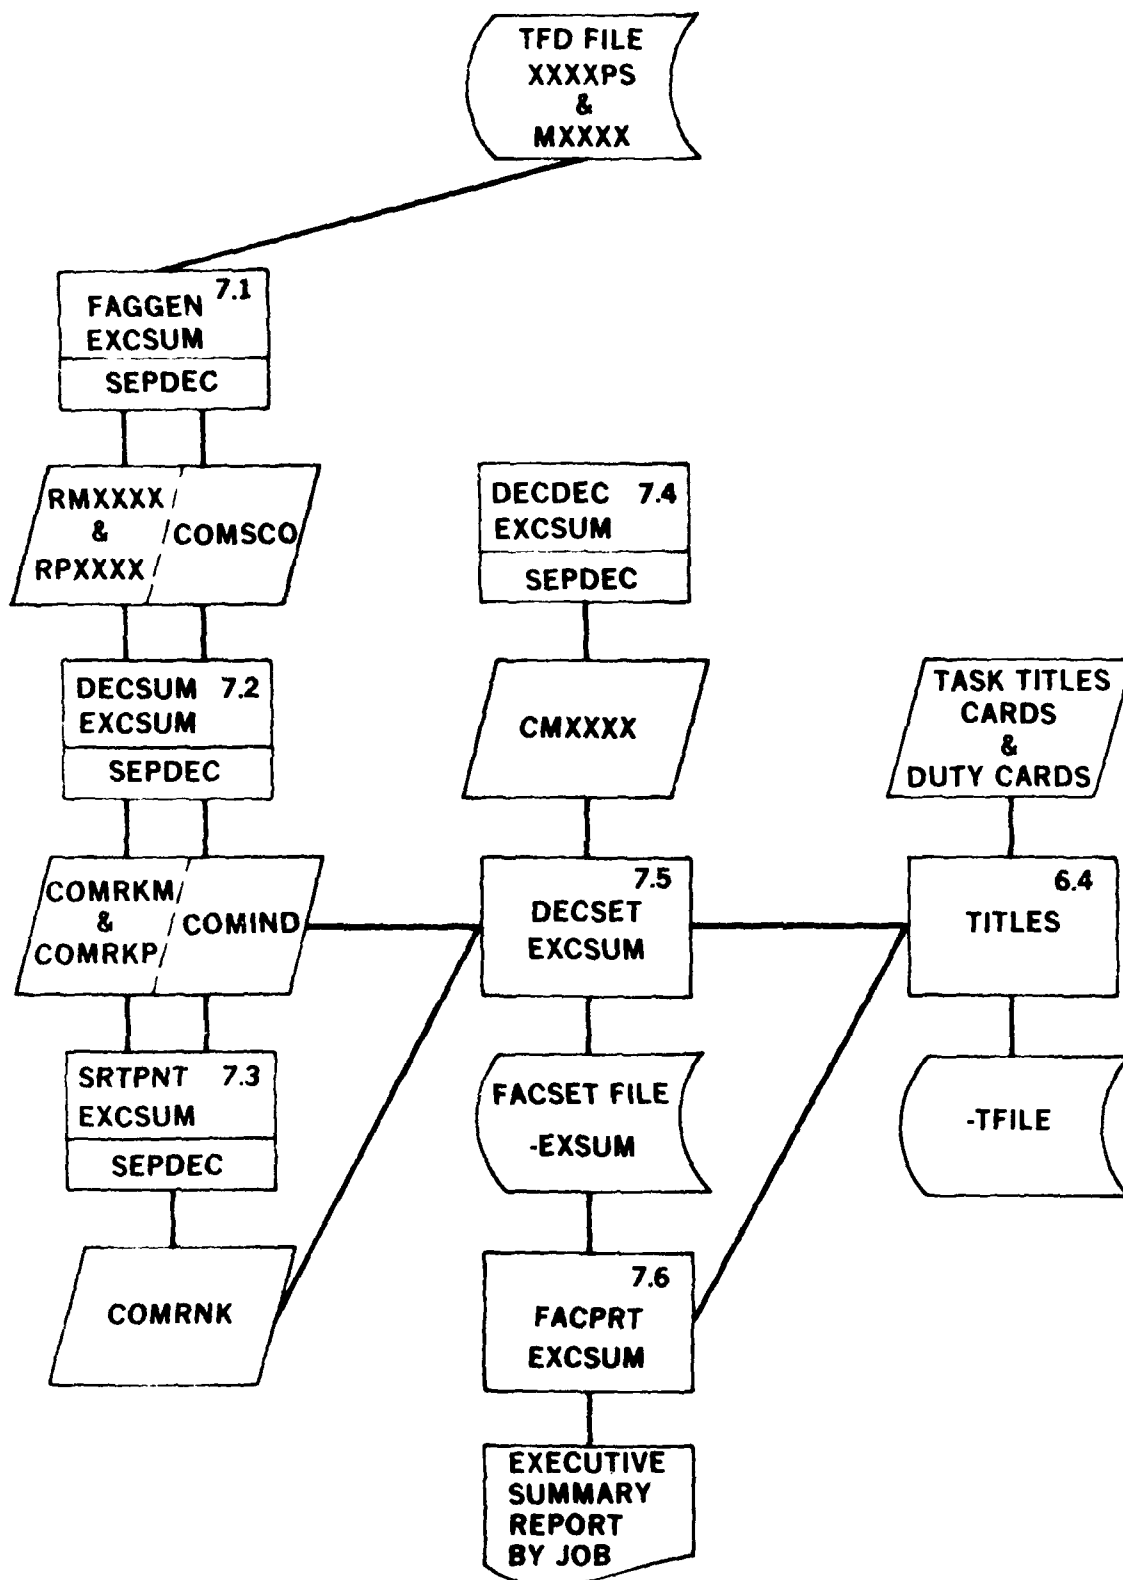 TFD FILE
XXXXPS
&
MXXXX
7.1
FAGGEN
EXCSUM
SEPDEC
RMXXXX
&
RPXXXX
COMSCO
DECSUM 7.2
EXCSUM
SEPDEC
COMRKM
&
COMRKP
COMIND
SRTPNT 7.3
EXCSUM
SEPDEC
COMRNK
DECDEC 7.4
EXCSUM
SEPDEC
CMXXXX
7.5
DECSET
EXCSUM
FACSET FILE
-EXSUM
7.6
FACPRT
EXCSUM
EXECUTIVE
SUMMARY
REPORT
BY JOB
TASK TITLES
CARDS
&
DUTY CARDS
6.4
TITLES
-TFILE